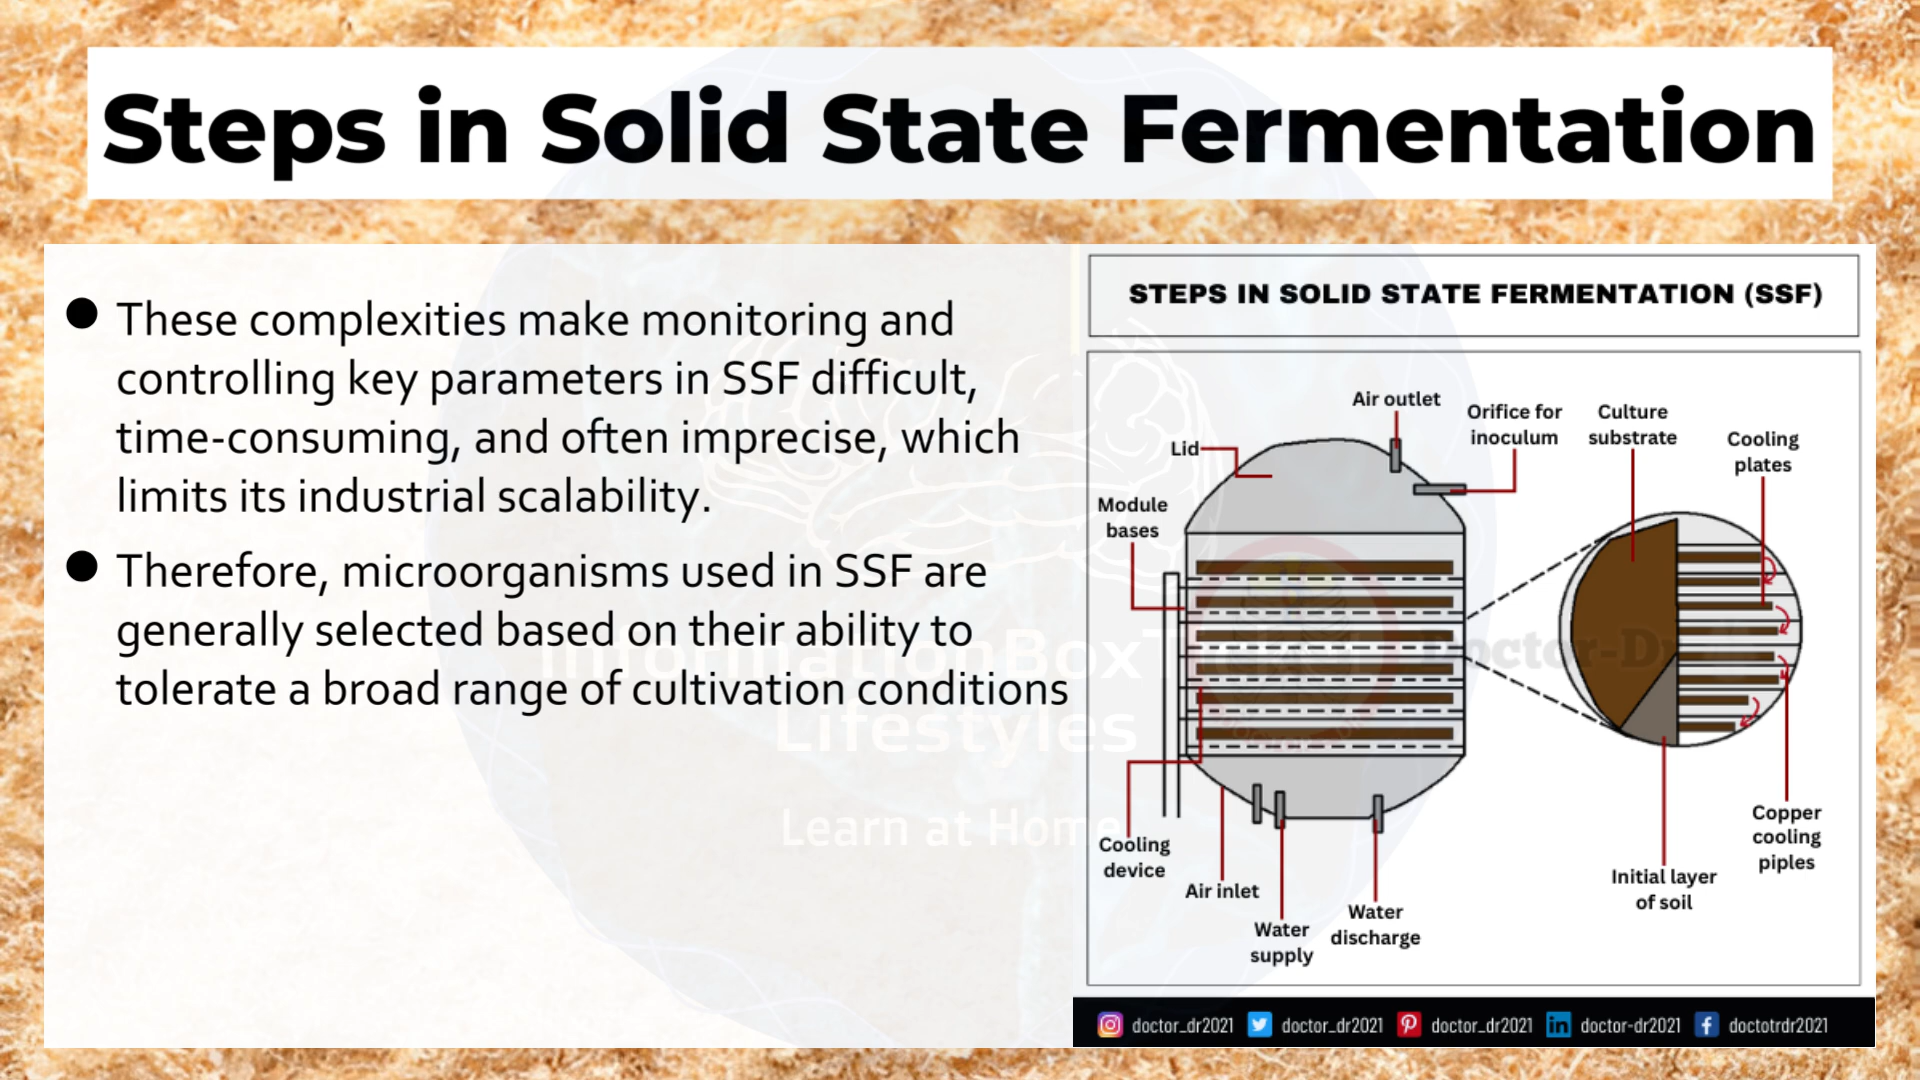 Steps in Solid State Fermentation
● These complexities make monitoring and
controlling key parameters in SSF difficult,
time-consuming, and often imprecise, which
limits its industrial scalability.
● Therefore, microorganisms used in SSF are
generally selected based on their ability to
tolerate a broad range of cultivation conditions
InformationBox
Lifestyles
Learn at Home
STEPS IN SOLID STATE FERMENTATION (SSF)
Air outlet
Orifice for
inoculum
Culture
substrate
Cooling
plates
Lid
Module
bases
Doctor-Dr
Cooling
device
Air inlet
Water
supply
Water
discharge
Initial layer
of soil
Copper
cooling
piples
doctor_dr2021
doctor_dr2021
doctor_dr2021
doctor-dr2021
doctotrdr2021